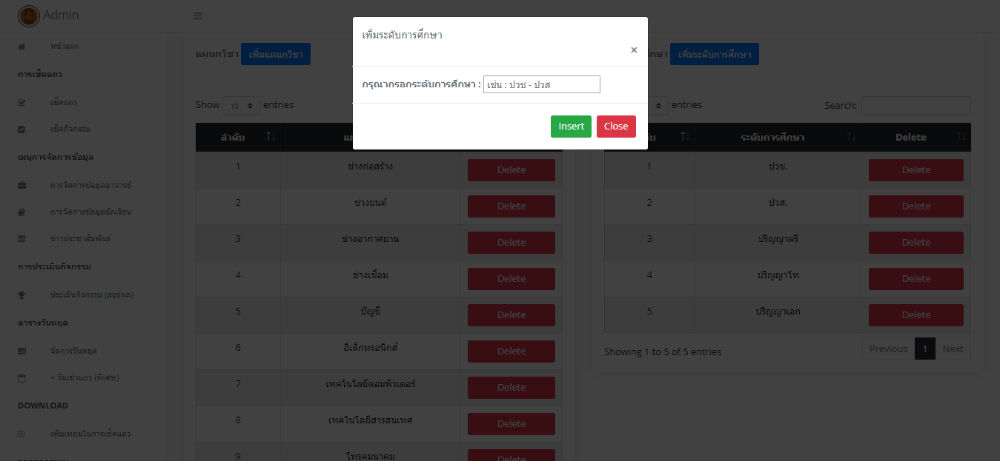 Admin
หน้าแรก
การเช็คแถว
เช็คแถว
เช็คกิจกรรม
เมนูการจัดการข้อมูล
การจัดการข้อมูลอาจารย์
การจัดการข้อมูลนักเรียน
ข่าวประชาสัมพันธ์
การประเมินกิจกรรม
ประเมินกิจกรรม (สรุปผล)
ตารางวันหยุด
จัดการวันหยุด
+ วันเข้าแถว (พิเศษ)
DOWNLOAD
เพิ่มเทอมในการเช็คแถว
แผนกวิชา เพิ่มแผนกวิชา
Show 10 entries
ลำดับ
1 ช่างก่อสร้าง Delete
2 ช่างยนต์ Delete
3 ช่างอากาศยาน Delete
4 ช่างเชื่อม Delete
5 บัญชี Delete
6 อิเล็กทรอนิกส์ Delete
7 เทคโนโลยีคอมพิวเตอร์ Delete
8 เทคโนโลยีสารสนเทศ Delete
9 โทรคมนาคม Delete
เพิ่มระดับการศึกษา
×
กรุณากรอกระดับการศึกษา : เช่น : ปวช - ปวส
Insert Close
เพิ่มระดับการศึกษา
entries Search:
ระดับการศึกษา Delete
1 ปวช. Delete
2 ปวส. Delete
3 ปริญญาตรี Delete
4 ปริญญาโท Delete
5 ปริญญาเอก Delete
Showing 1 to 5 of 5 entries Previous 1 Next